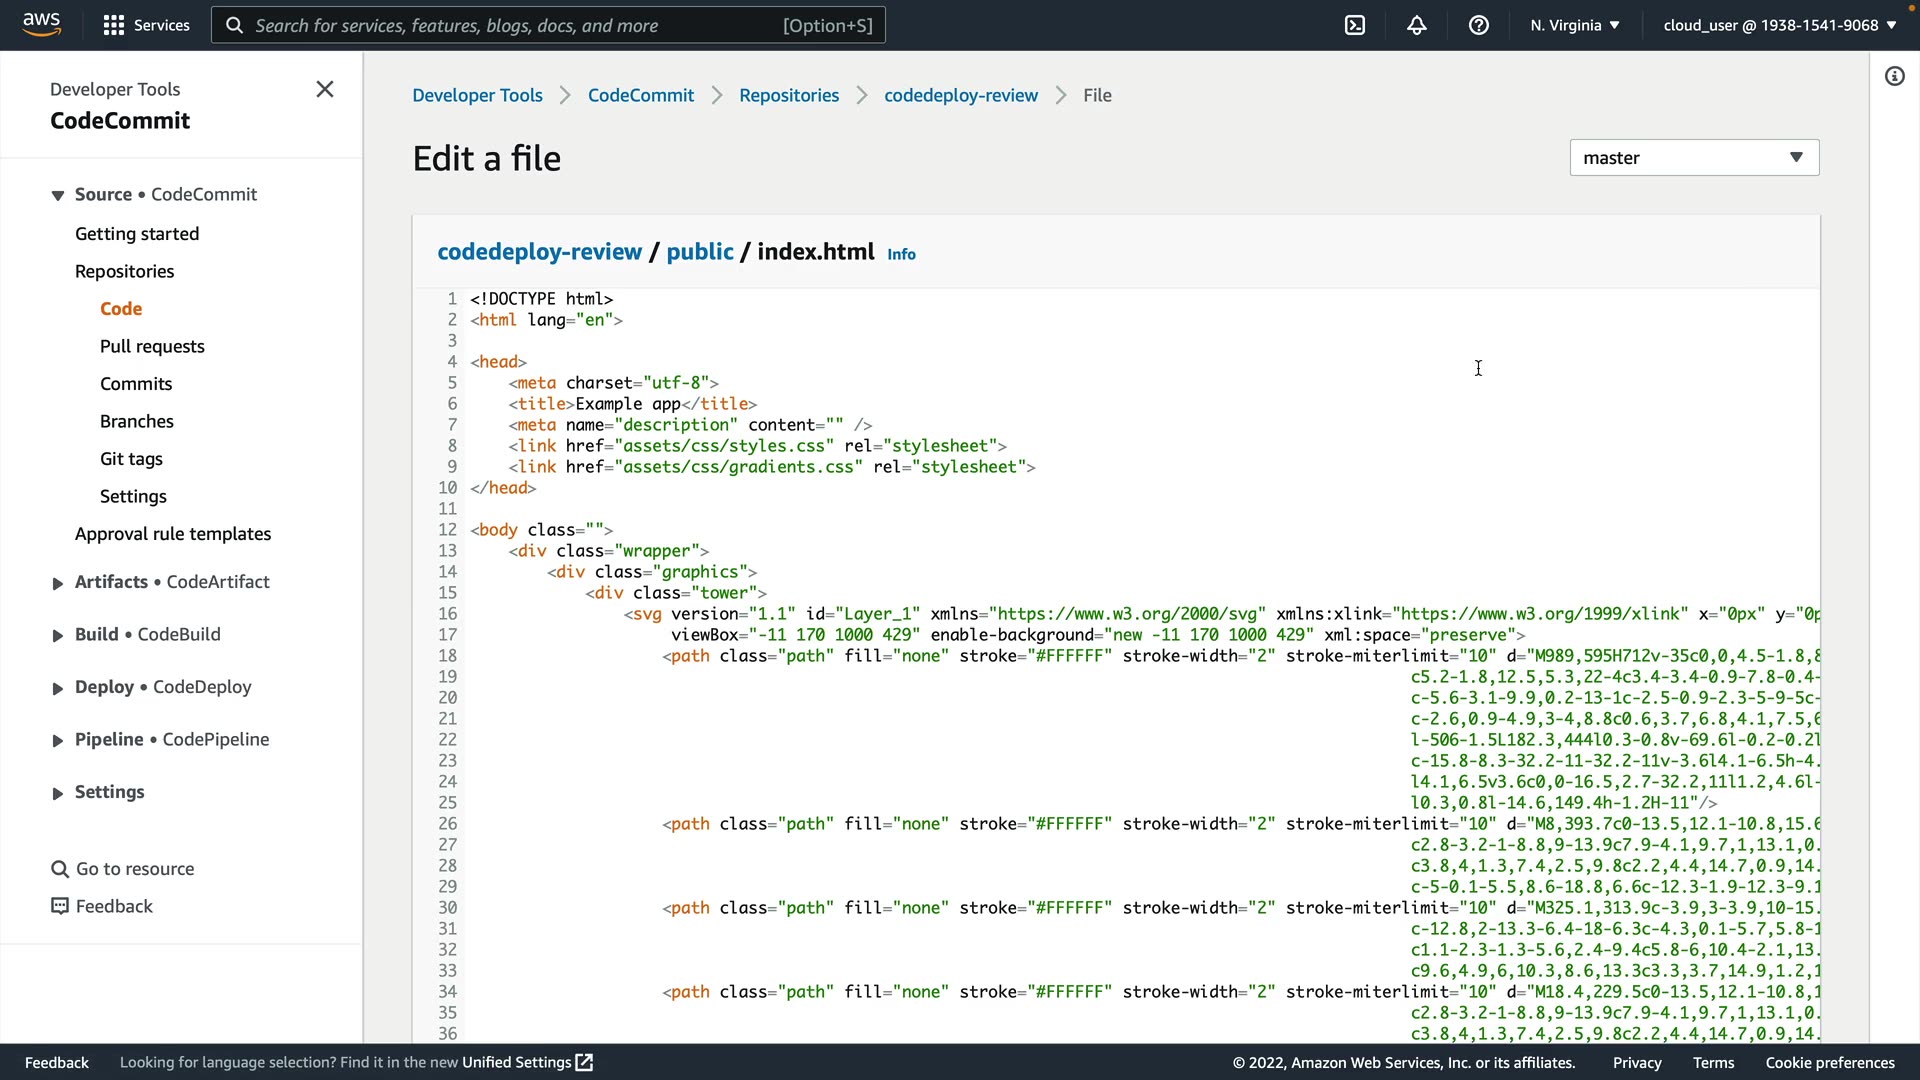 aws
Services
Search for services, features, blogs, docs, and more [Option+S]
N. Virginia
cloud_user @ 1938-1541-9068
Developer Tools
CodeCommit
Source • CodeCommit
Getting started
Repositories
Code
Pull requests
Commits
Branches
Git tags
Settings
Approval rule templates
Artifacts • CodeArtifact
Build • CodeBuild
Deploy • CodeDeploy
Pipeline • CodePipeline
Settings
Go to resource
Feedback
Developer Tools
CodeCommit
Repositories
codedeploy-review
File
Edit a file
master
codedeploy-review / public / index.html Info
1 <!DOCTYPE html>
2 <html lang="en">
3
4 <head>
5 <meta charset="utf-8">
6 <title>Example app</title>
7 <meta name="description" content="" />
8 <link href="assets/css/styles.css" rel="stylesheet">
9 <link href="assets/css/gradients.css" rel="stylesheet">
10 </head>
11
12 <body class="">
13 <div class="wrapper">
14 <div class="graphics">
15 <div class="tower">
16 <svg version="1.1" id="Layer_1" xmlns="https://www.w3.org/2000/svg" xmlns:xlink="https://www.w3.org/1999/xlink" x="0px" y="0p
17 viewBox="-11 170 1000 429" enable-background="new -11 170 1000 429" xml:space="preserve">
18 <path class="path" fill="none" stroke="#FFFFFF" stroke-width="2" stroke-miterlimit="10" d="M989,595H712v-35c0,0,4.5-1.8,8
19 c5.2-1.8,12.5,5.3,22-4c3.4-3.4-0.9-7.8-0.4-
20 c-5.6-3.1-9.9,0.2-13-1c-2.5-0.9-2.3-5-9-5c-
21 c-2.6,0.9-4.9,3-4,8.8c0.6,3.7,6.8,4.1,7.5,6
22 l-506-1.5L182.3,444l0.3-0.8v-69.6l-0.2-0.2l
23 c-15.8-8.3-32.2-11-32.2-11v-3.6l4.1-6.5h-4.
24 l4.1,6.5v3.6c0,0-16.5,2.7-32.2,11l1.2,4.6l-
25 l0.3,0.8l-14.6,149.4h-1.2H-11"/>
26 <path class="path" fill="none" stroke="#FFFFFF" stroke-width="2" stroke-miterlimit="10" d="M8,393.7c0-13.5,12.1-10.8,15.6
27 c2.8-3.2-1-8.8,9-13.9c7.9-4.1,9.7,1,13.1,0.
28 c3.8,4,1.3,7.4,2.5,9.8c2.2,4.4,14.7,0.9,14.
29 c-5-0.1-5.5,8.6-18.8,6.6c-12.3-1.9-12.3-9.1
30 <path class="path" fill="none" stroke="#FFFFFF" stroke-width="2" stroke-miterlimit="10" d="M325.1,313.9c-3.9,3-3.9,10-15.
31 c-12.8,2-13.3-6.4-18-6.3c-4.3,0.1-5.7,5.8-1
32 c1.1-2.3-1.3-5.6,2.4-9.4c5.8-6,10.4-2.1,13.
33 c9.6,4.9,6,10.3,8.6,13.3c3.3,3.7,14.9,1.2,1
34 <path class="path" fill="none" stroke="#FFFFFF" stroke-width="2" stroke-miterlimit="10" d="M18.4,229.5c0-13.5,12.1-10.8,1
35 c2.8-3.2-1-8.8,9-13.9c7.9-4.1,9.7,1,13.1,0.
36 c3.8,4,1.3,7.4,2.5,9.8c2.2,4.4,14.7,0.9,14.
Feedback
Looking for language selection? Find it in the new Unified Settings
© 2022, Amazon Web Services, Inc. or its affiliates.
Privacy
Terms
Cookie preferences